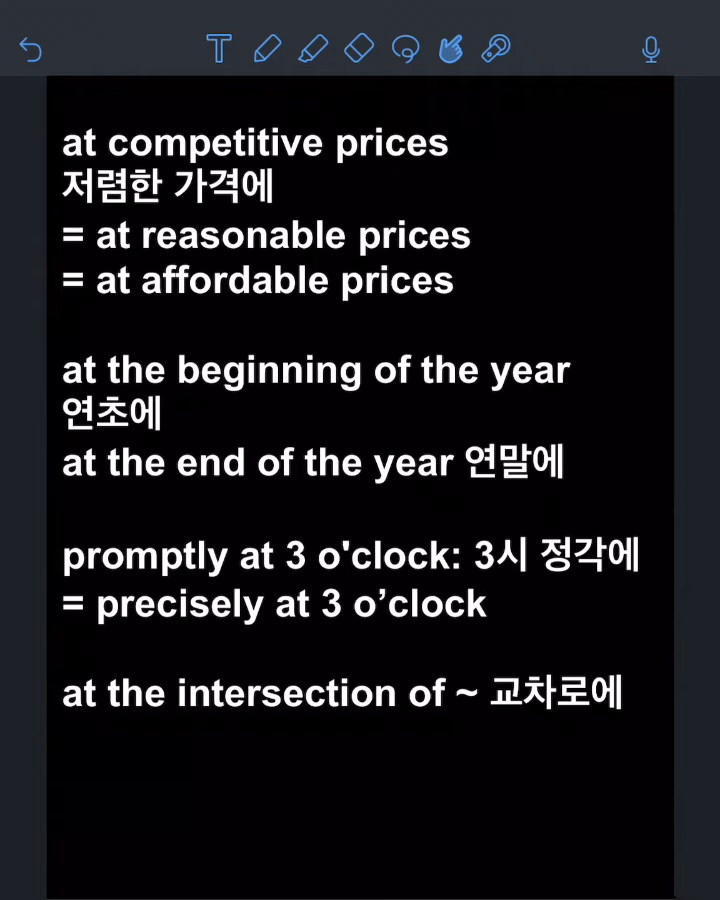 at competitive prices
저렴한 가격에
= at reasonable prices
= at affordable prices
at the beginning of the year
연초에
at the end of the year 연말에
promptly at 3 o'clock: 3시 정각에
= precisely at 3 o’clock
at the intersection of ~ 교차로에